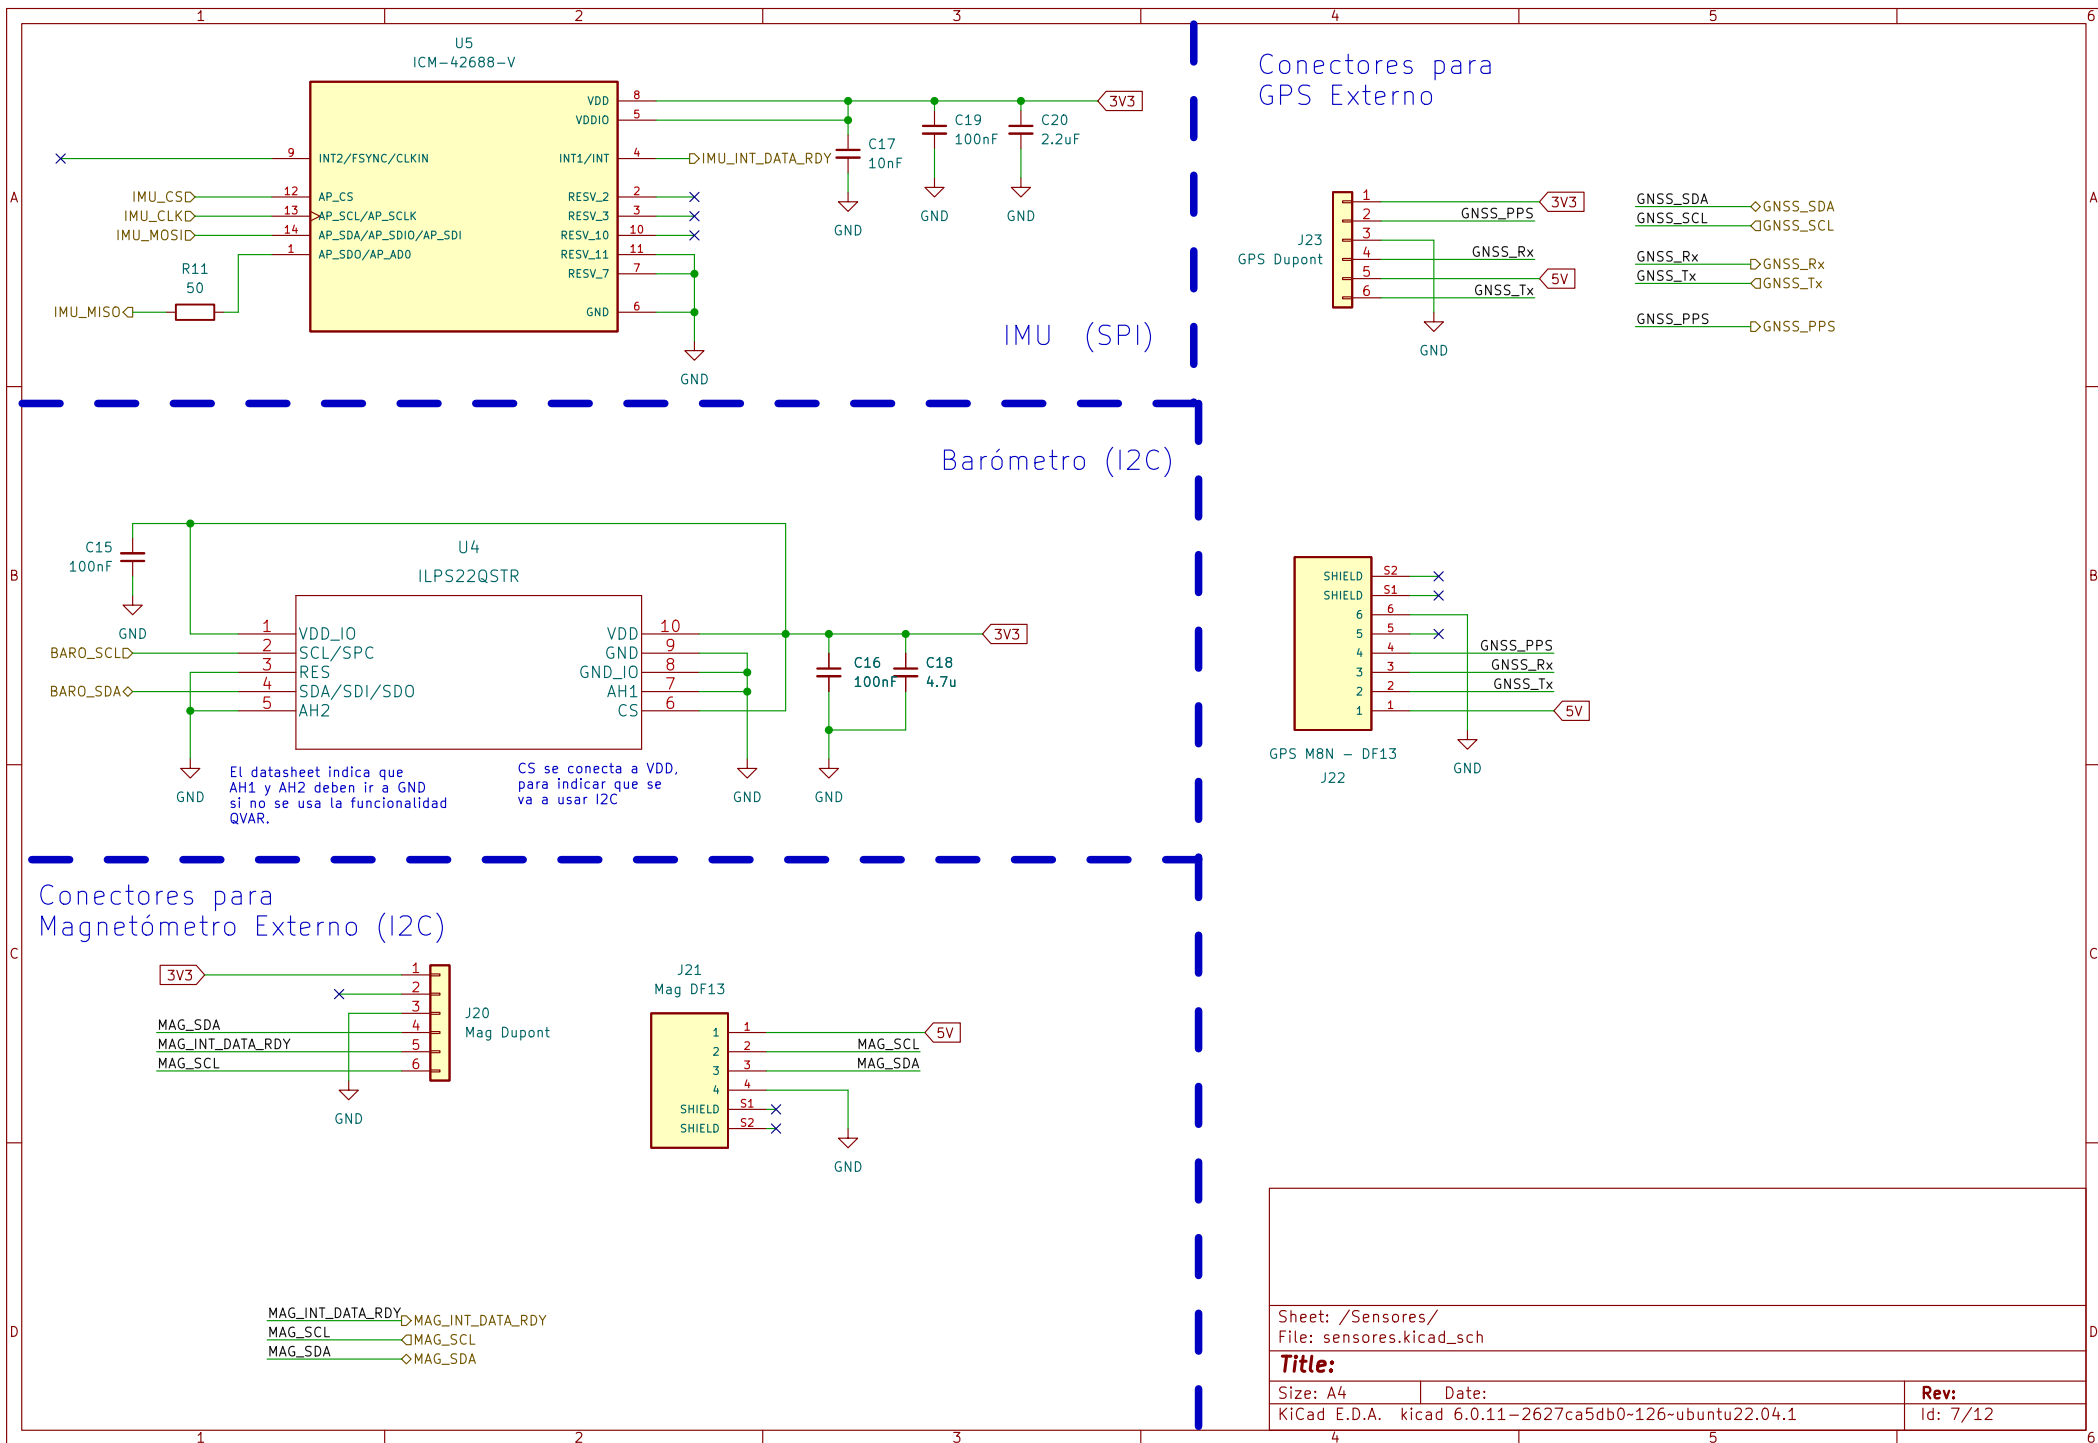 1 2 3 4 5 6
A
B
C
D
U5
ICM-42688-V
VDD 8
VDDIO 5
9 INT2/FSYNC/CLKIN
INT1/INT 4
IMU_INT_DATA_RDY
IMU_CS 12 AP_CS
IMU_CLK 13 AP_SCL/AP_SCLK
IMU_MOSI 14 AP_SDA/AP_SDIO/AP_SDI
1 AP_SDO/AP_AD0
RESV_2 2
RESV_3 3
RESV_10 10
RESV_11 11
RESV_7 7
GND 6
R11
50
IMU_MISO
GND
3V3
C17
10nF
GND
C19
100nF
GND
C20
2.2uF
GND
IMU (SPI)
Barómetro (I2C)
C15
100nF
GND
U4
ILPS22QSTR
1 VDD_IO
BARO_SCL 2 SCL/SPC
3 RES
BARO_SDA 4 SDA/SDI/SDO
5 AH2
VDD 10
GND 9
GND_IO 8
AH1 7
CS 6
3V3
C16
100nF
C18
4.7u
GND
GND
GND
El datasheet indica que
AH1 y AH2 deben ir a GND
si no se usa la funcionalidad
QVAR.
CS se conecta a VDD,
para indicar que se
va a usar I2C
Conectores para
Magnetómetro Externo (I2C)
3V3 1
2
3
MAG_SDA 4
MAG_INT_DATA_RDY 5
MAG_SCL 6
J20
Mag Dupont
GND
J21
Mag DF13
1 1 5V
2 2 MAG_SCL
3 3 MAG_SDA
4 4
SHIELD S1
SHIELD S2
GND
MAG_INT_DATA_RDY MAG_INT_DATA_RDY
MAG_SCL MAG_SCL
MAG_SDA MAG_SDA
Conectores para
GPS Externo
J23
GPS Dupont
1 3V3
2 GNSS_PPS
3
4 GNSS_Rx
5 5V
6 GNSS_Tx
GND
GNSS_SDA GNSS_SDA
GNSS_SCL GNSS_SCL
GNSS_Rx GNSS_Rx
GNSS_Tx GNSS_Tx
GNSS_PPS GNSS_PPS
SHIELD S2
SHIELD S1
6 6
5 5
4 4 GNSS_PPS
3 3 GNSS_Rx
2 2 GNSS_Tx
1 1 5V
GPS M8N - DF13
J22
GND
Sheet: /Sensores/
File: sensores.kicad_sch
Title:
Size: A4 Date: Rev:
KiCad E.D.A. kicad 6.0.11-2627ca5db0~126~ubuntu22.04.1 Id: 7/12
A
B
C
D
1 2 3 4 5 6